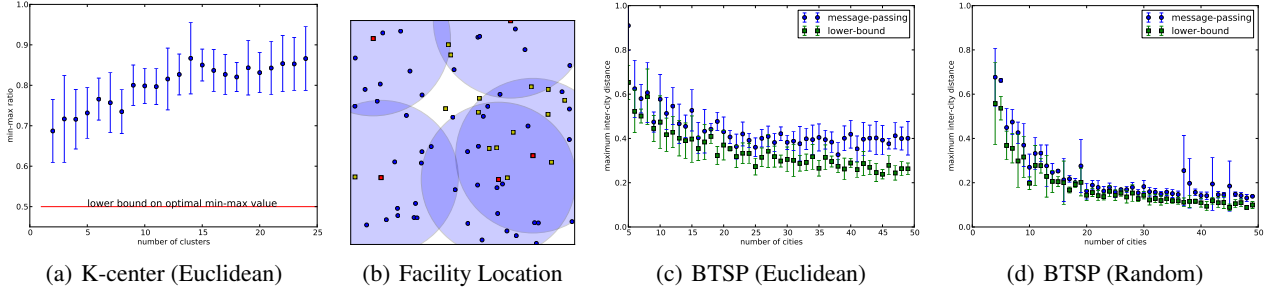 1.0
0.9
0.8
0.7
0.6
0.5
0.4
0 5 10 15 20 25
min-max ratio
number of clusters
lower bound on optimal min-max value
(a) K-center (Euclidean)
(b) Facility Location
1.0
0.8
0.6
0.4
0.2
0.0
5 10 15 20 25 30 35 40 45 50
maximum inter-city distance
number of cities
message-passing
lower-bound
(c) BTSP (Euclidean)
1.0
0.8
0.6
0.4
0.2
0.0
0 10 20 30 40 50
maximum inter-city distance
number of cities
message-passing
lower-bound
(d) BTSP (Random)